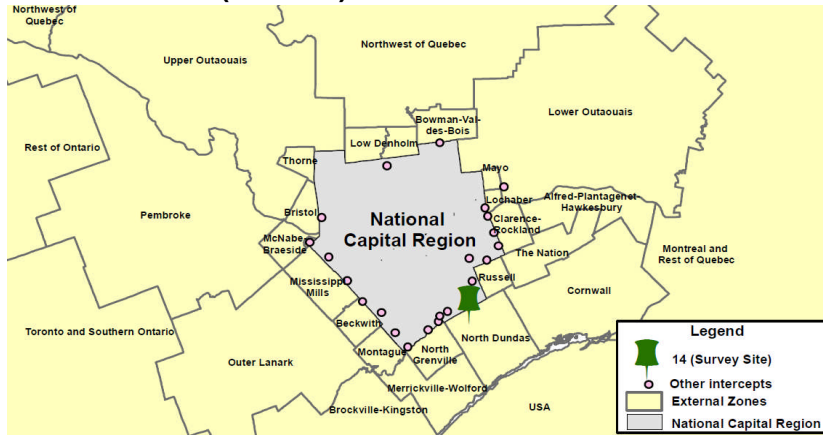 Northwest of
Quebec
Upper Outaouais
Northwest of Quebec
Bowman-Val-
des-Bois
Lower Outaouais
Rest of Ontario
Low Denholm
Thorne
Mayo
Pembroke
Bristol
Lochaber
Alfred-Plantagenet-
Hawkesbury
National
Capital Region
Clarence-
Rockland
McNabe-
Braeside
The Nation
Montreal and
Rest of Quebec
Mississippi
Mills
Russell
Cornwall
Toronto and Southern Ontario
Beckwith
North Dundas
Outer Lanark
Montague
North
Grenville
Merrickville-Wolford
Brockville-Kingston
USA
Legend
14 (Survey Site)
Other intercepts
External Zones
National Capital Region